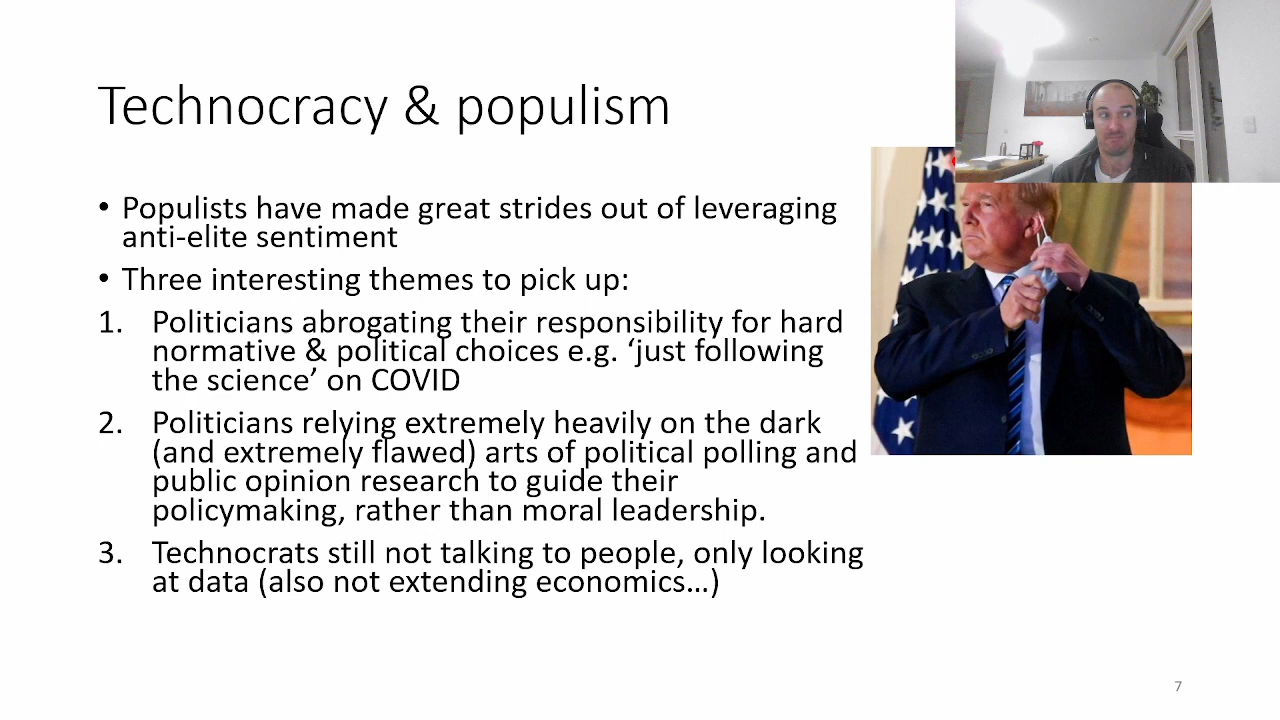 Technocracy & populism
• Populists have made great strides out of leveraging
anti-elite sentiment
• Three interesting themes to pick up:
1. Politicians abrogating their responsibility for hard
normative & political choices e.g. ‘just following
the science’ on COVID
2. Politicians relying extremely heavily on the dark
(and extremely flawed) arts of political polling and
public opinion research to guide their
policymaking, rather than moral leadership.
3. Technocrats still not talking to people, only looking
at data (also not extending economics…)
7